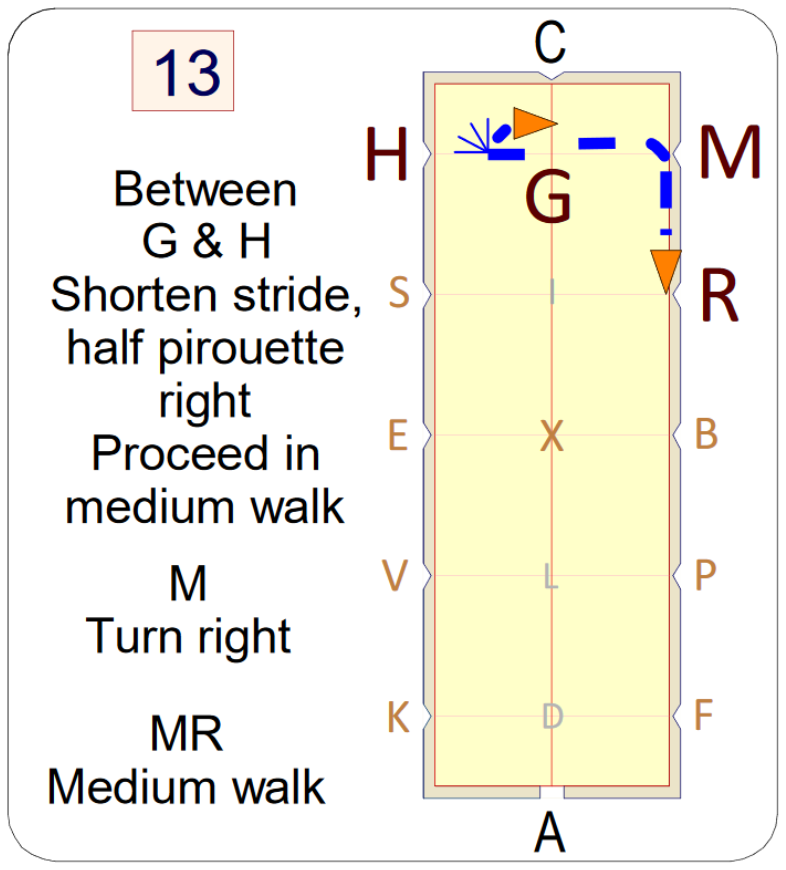 13
Between
G & H
Shorten stride,
half pirouette
right
Proceed in
medium walk
M
Turn right
MR
Medium walk
C
H
M
G
S
I
R
E
X
B
V
L
P
K
D
F
A